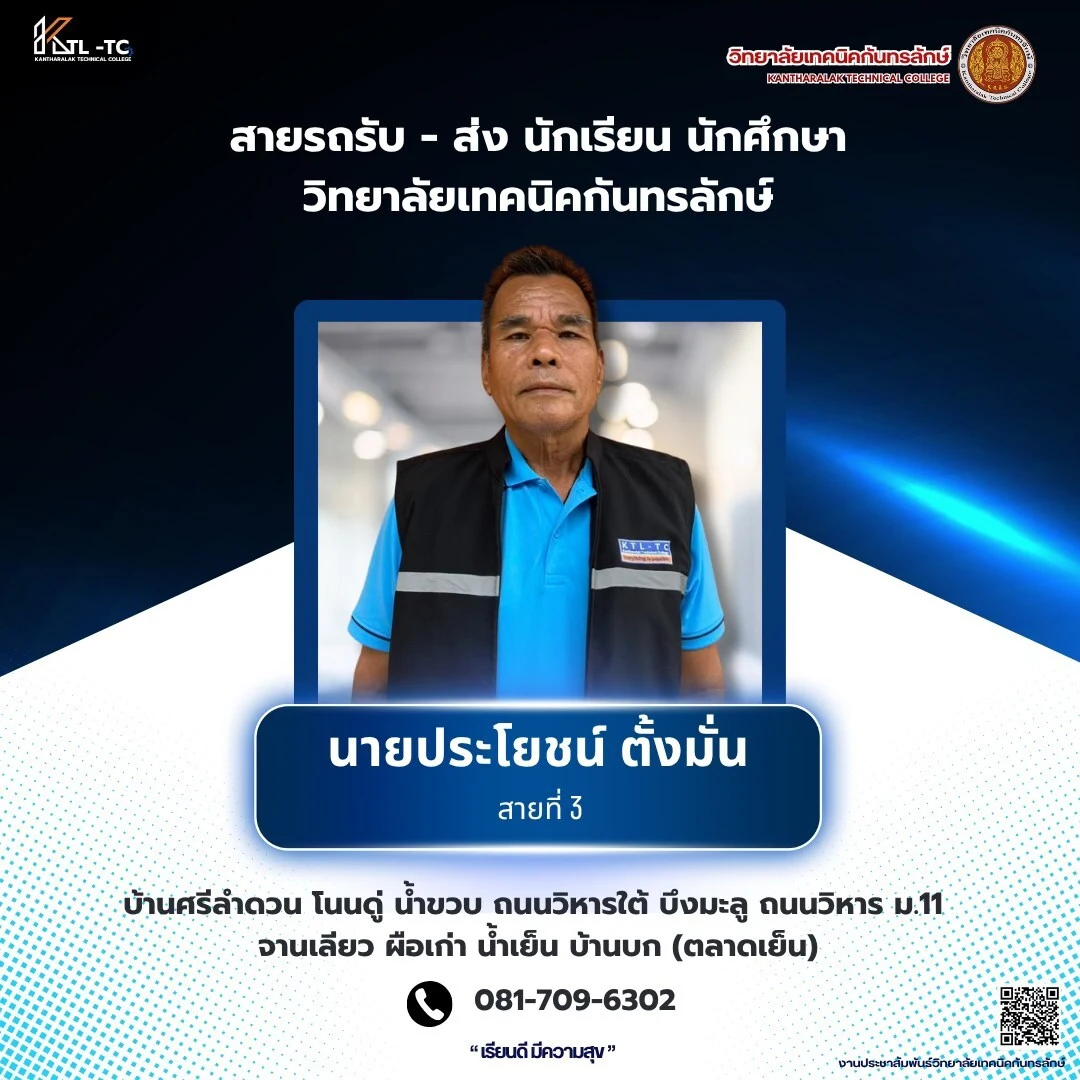 KTL -TC
KANTHARALAK TECHNICAL COLLEGE
วิทยาลัยเทคนิคกันทรลักษ์
KANTHARALAK TECHNICAL COLLEGE
สายรถรับ - ส่ง นักเรียน นักศึกษา
วิทยาลัยเทคนิคกันทรลักษ์
KTL-TC
นายประโยชน์ ตั้งมั่น
สายที่ 3
บ้านศรีลำดวน โนนดู่ น้ำขวบ ถนนวิหารใต้ บึงมะลู ถนนวิหาร ม.11
จานเลียว ผือเก่า น้ำเย็น บ้านบก (ตลาดเย็น)
081-709-6302
“ เรียนดี มีความสุข ”
งานประชาสัมพันธ์วิทยาลัยเทคนิคกันทรลักษ์